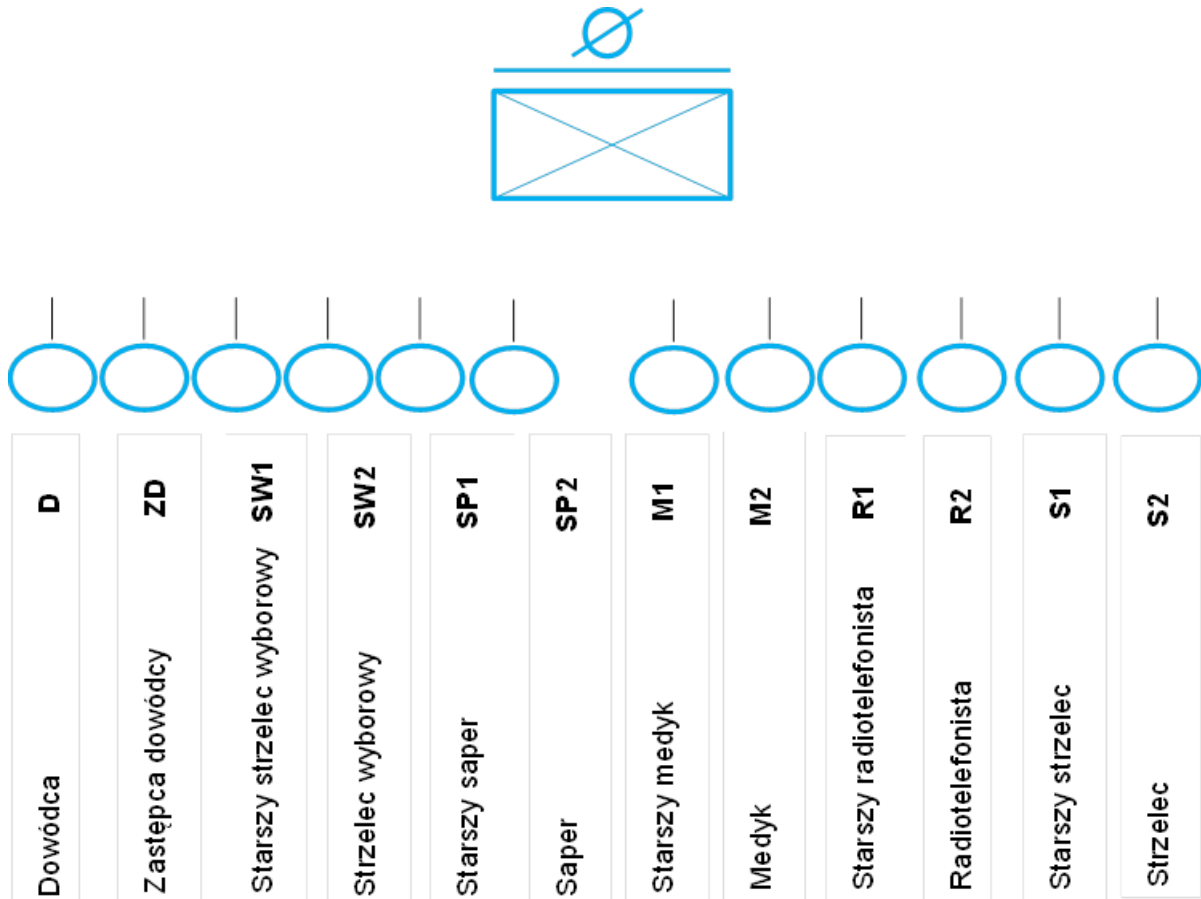 Dowódca D
Zastępca dowódcy ZD
Starszy strzelec wyborowy SW1
Strzelec wyborowy SW2
Starszy saper SP1
Saper SP2
Starszy medyk M1
Medyk M2
Starszy radiotelefonista R1
Radiotelefonista R2
Starszy strzelec S1
Strzelec S2